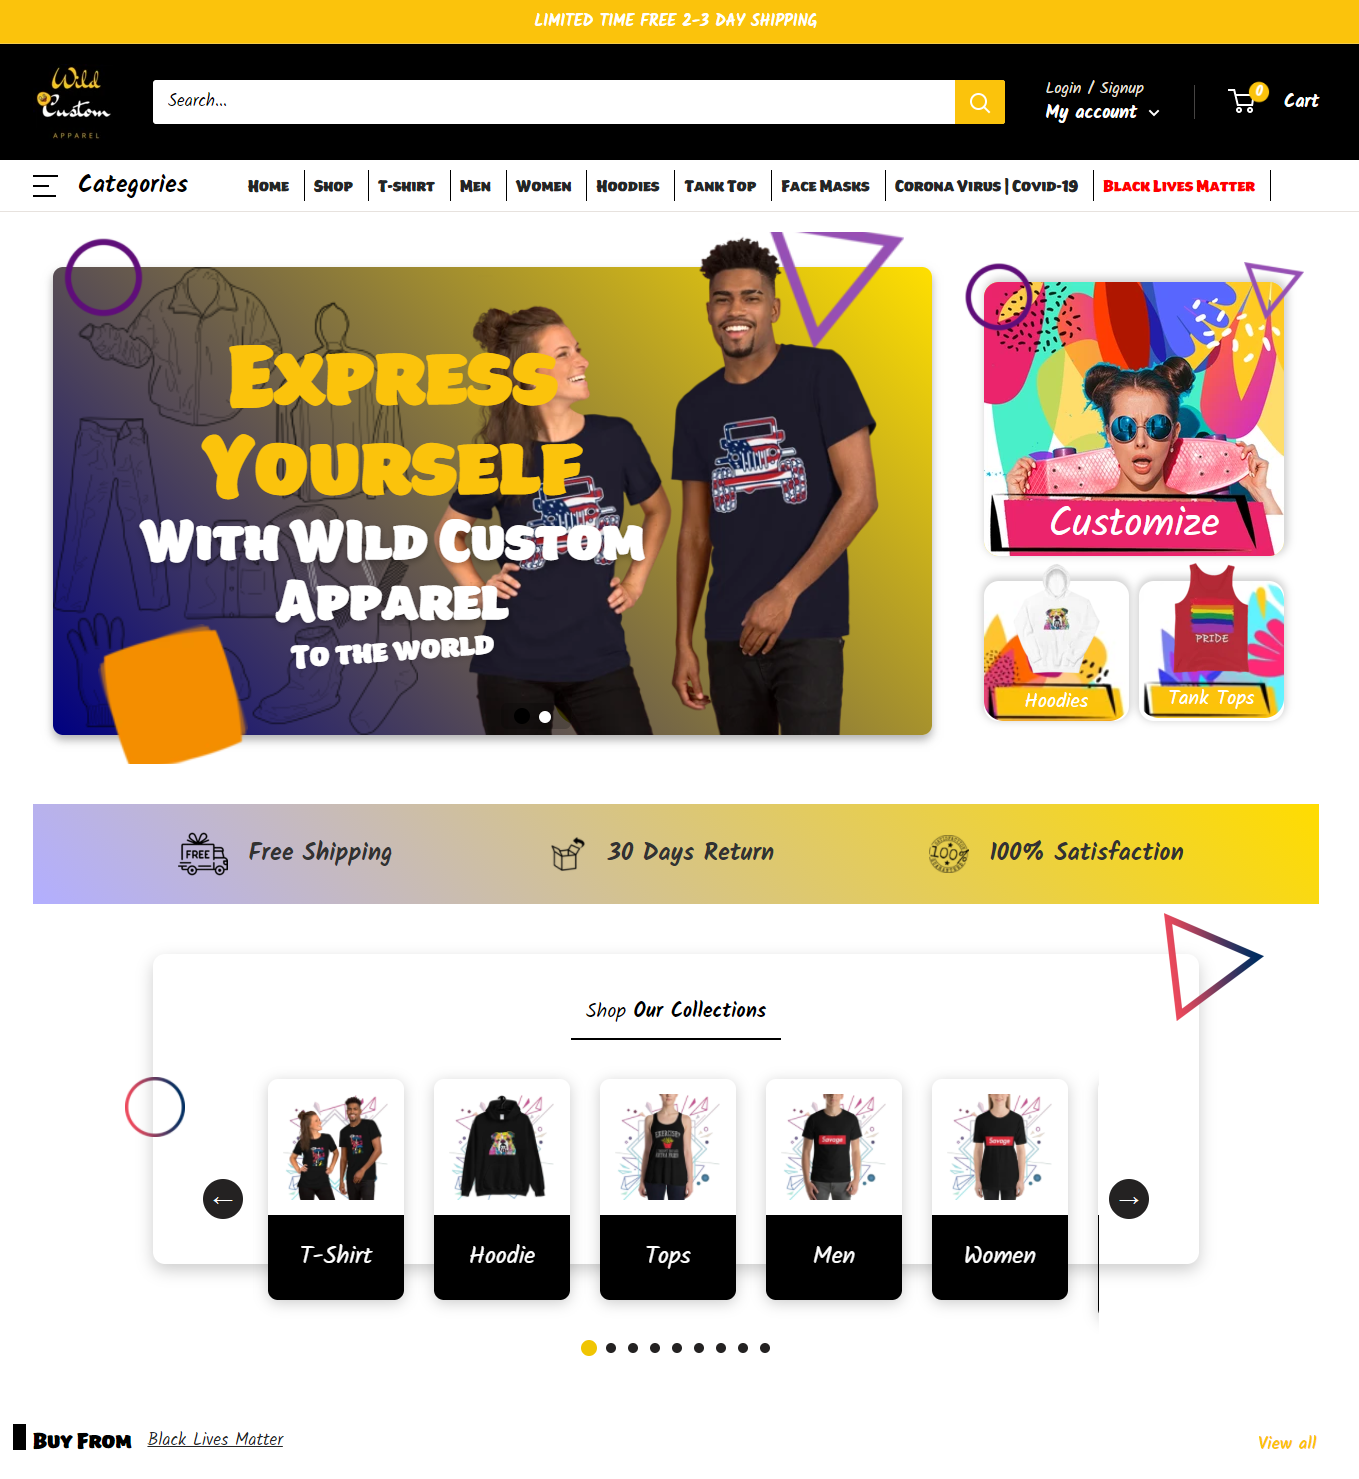 LIMITED TIME FREE 2-3 DAY SHIPPING
Wild
Custom
APPAREL
Search...
Login / Signup
My account
0
Cart
Categories
Home
Shop
T-shirt
Men
Women
Hoodies
Tank Top
Face Masks
Corona Virus | Covid-19
Black Lives Matter
Express
Yourself
With Wild Custom
Apparel
To the world
Customize
Hoodies
PRIDE
Tank Tops
FREE
Free Shipping
30 Days Return
100%
100% Satisfaction
Shop Our Collections
Savage
Savage
T-Shirt
Hoodie
Tops
Men
Women
Buy From
Black Lives Matter
View all